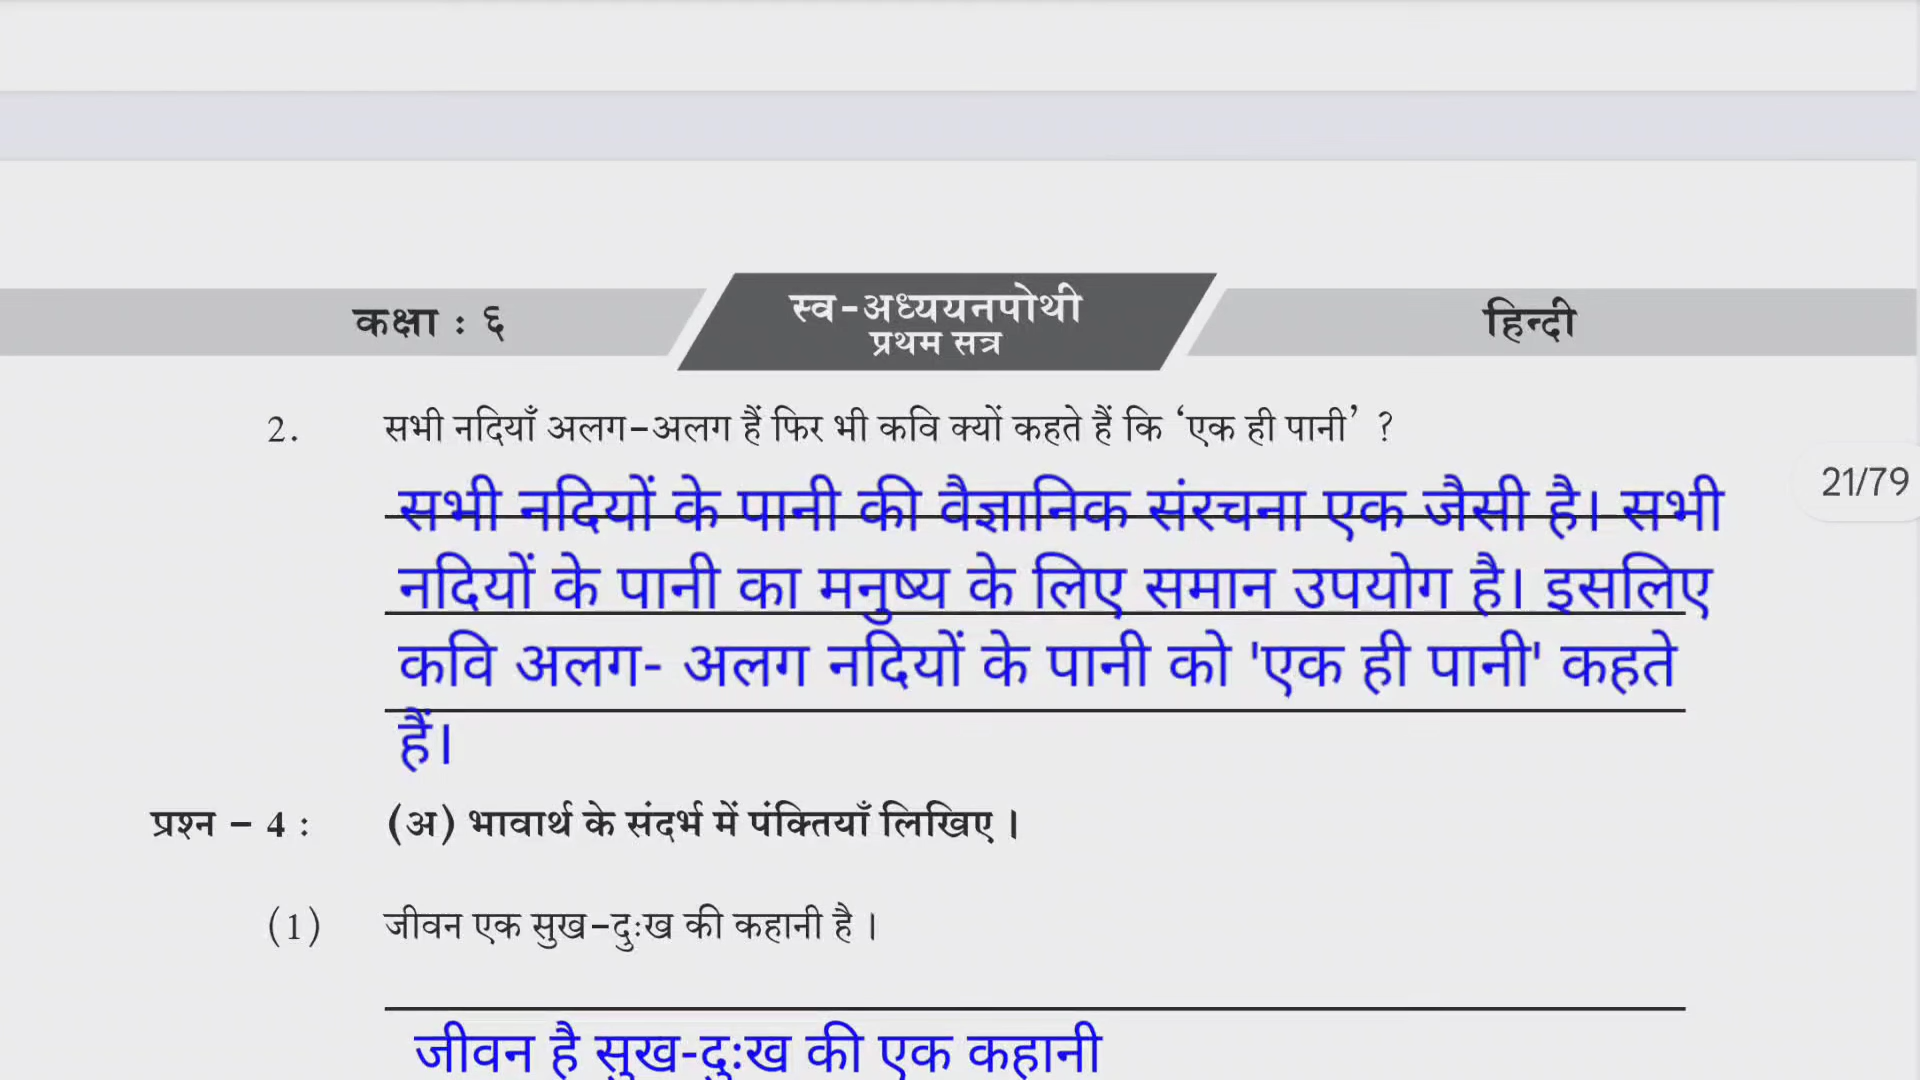 कक्षा : ६
स्व-अध्ययनपोथी
प्रथम सत्र
हिन्दी
2. सभी नदियाँ अलग-अलग हैं फिर भी कवि क्यों कहते हैं कि ‘एक ही पानी’ ?
21/79
सभी नदियों के पानी की वैज्ञानिक संरचना एक जैसी है। सभी
नदियों के पानी का मनुष्य के लिए समान उपयोग है। इसलिए
कवि अलग- अलग नदियों के पानी को 'एक ही पानी' कहते
हैं।
प्रश्न - 4 : (अ) भावार्थ के संदर्भ में पंक्तियाँ लिखिए ।
(1) जीवन एक सुख-दुःख की कहानी है ।
जीवन है सुख-दुःख की एक कहानी